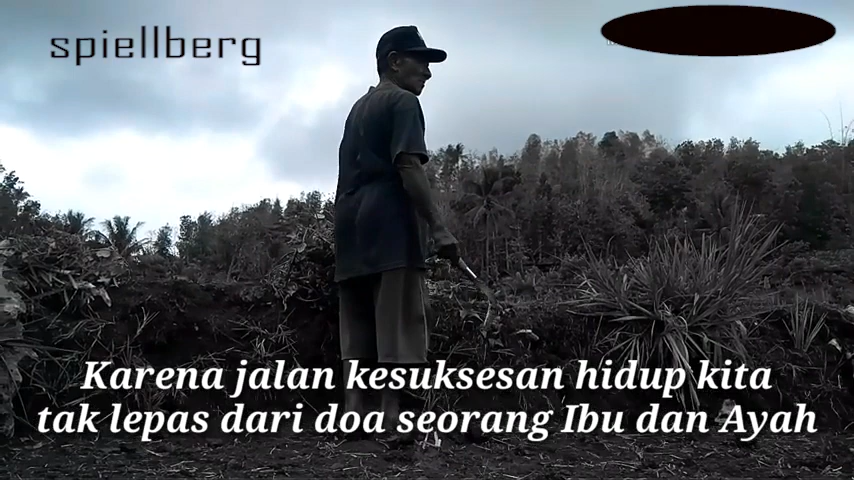 spiellberg
Karena jalan kesuksesan hidup kita
tak lepas dari doa seorang Ibu dan Ayah